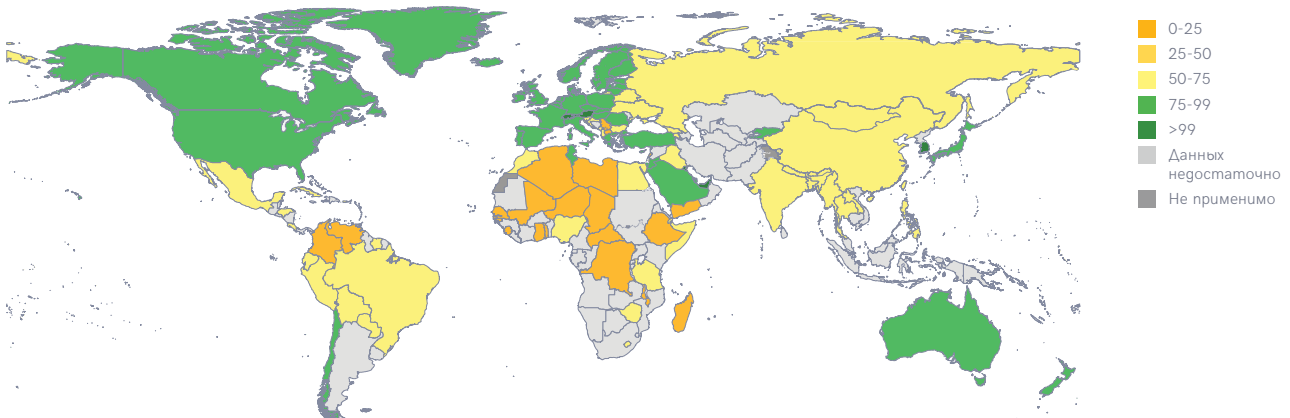 0-25
25-50
50-75
75-99
>99
Данных
недостаточно
Не применимо